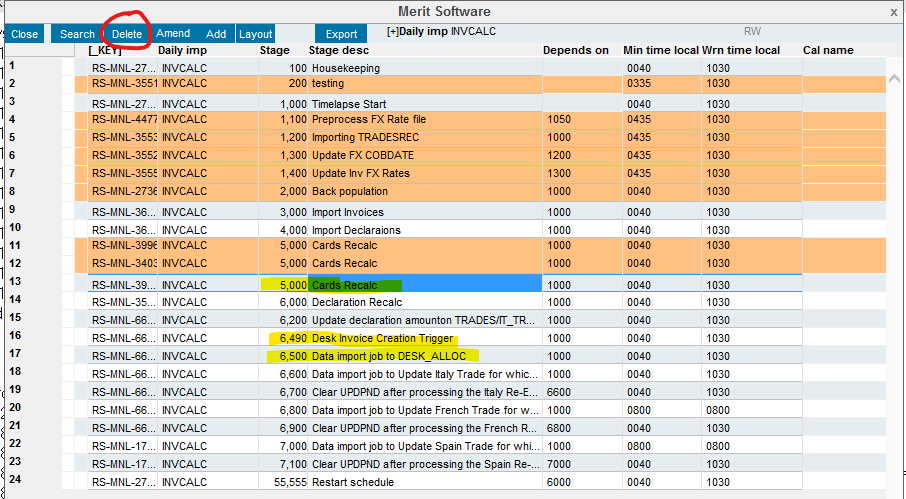 Merit Software x
Close Search Delete Amend Add Layout Export [+]Daily imp INVCALC RW
[_KEY] Daily imp Stage Stage desc Depends on Min time local Wrn time local Cal name
1 RS-MNL-27... INVCALC 100 Housekeeping 0040 1030
2 RS-MNL-3551 INVCALC 200 testing 0335 1030
3 RS-MNL-27... INVCALC 1,000 Timelapse Start 0040 1030
4 RS-MNL-4477 INVCALC 1,100 Preprocess FX Rate file 1050 0435 1030
5 RS-MNL-3553 INVCALC 1,200 Importing TRADESREC 1000 0435 1030
6 RS-MNL-3552 INVCALC 1,300 Update FX COBDATE 1200 0435 1030
7 RS-MNL-3555 INVCALC 1,400 Update Inv FX Rates 1300 0435 1030
8 RS-MNL-2736 INVCALC 2,000 Back population 1000 0040 1030
9 RS-MNL-36... INVCALC 3,000 Import Invoices 1000 0040 1030
10 RS-MNL-36... INVCALC 4,000 Import Declaraions 1000 0040 1030
11 RS-MNL-3996 INVCALC 5,000 Cards Recalc 1000 0040 1030
12 RS-MNL-3403 INVCALC 5,000 Cards Recalc 1000 0040 1030
13 RS-MNL-39... INVCALC 5,000 Cards Recalc 1000 0040 1030
14 RS-MNL-35... INVCALC 6,000 Declaration Recalc 1000 0040 1030
15 RS-MNL-66... INVCALC 6,200 Update declaration amounton TRADES/IT_TR... 1000 0040 1030
16 RS-MNL-66... INVCALC 6,490 Desk Invoice Creation Trigger 1000 0040 1030
17 RS-MNL-66... INVCALC 6,500 Data import job to DESK_ALLOC 1000 0040 1030
18 RS-MNL-66... INVCALC 6,600 Data import job to Update Italy Trade for whic... 1000 0040 1030
19 RS-MNL-66... INVCALC 6,700 Clear UPDPND after processing the Italy Re-E... 6600 0040 1030
20 RS-MNL-66... INVCALC 6,800 Data import job to Update French Trade for w... 1000 0800 0800
21 RS-MNL-66... INVCALC 6,900 Clear UPDPND after processing the French R... 6800 0040 1030
22 RS-MNL-17... INVCALC 7,000 Data import job to Update Spain Trade for whi... 1000 0800 0800
23 RS-MNL-17... INVCALC 7,100 Clear UPDPND after processing the Spain Re-... 7000 0040 1030
24 RS-MNL-27... INVCALC 55,555 Restart schedule 6000 0040 1030